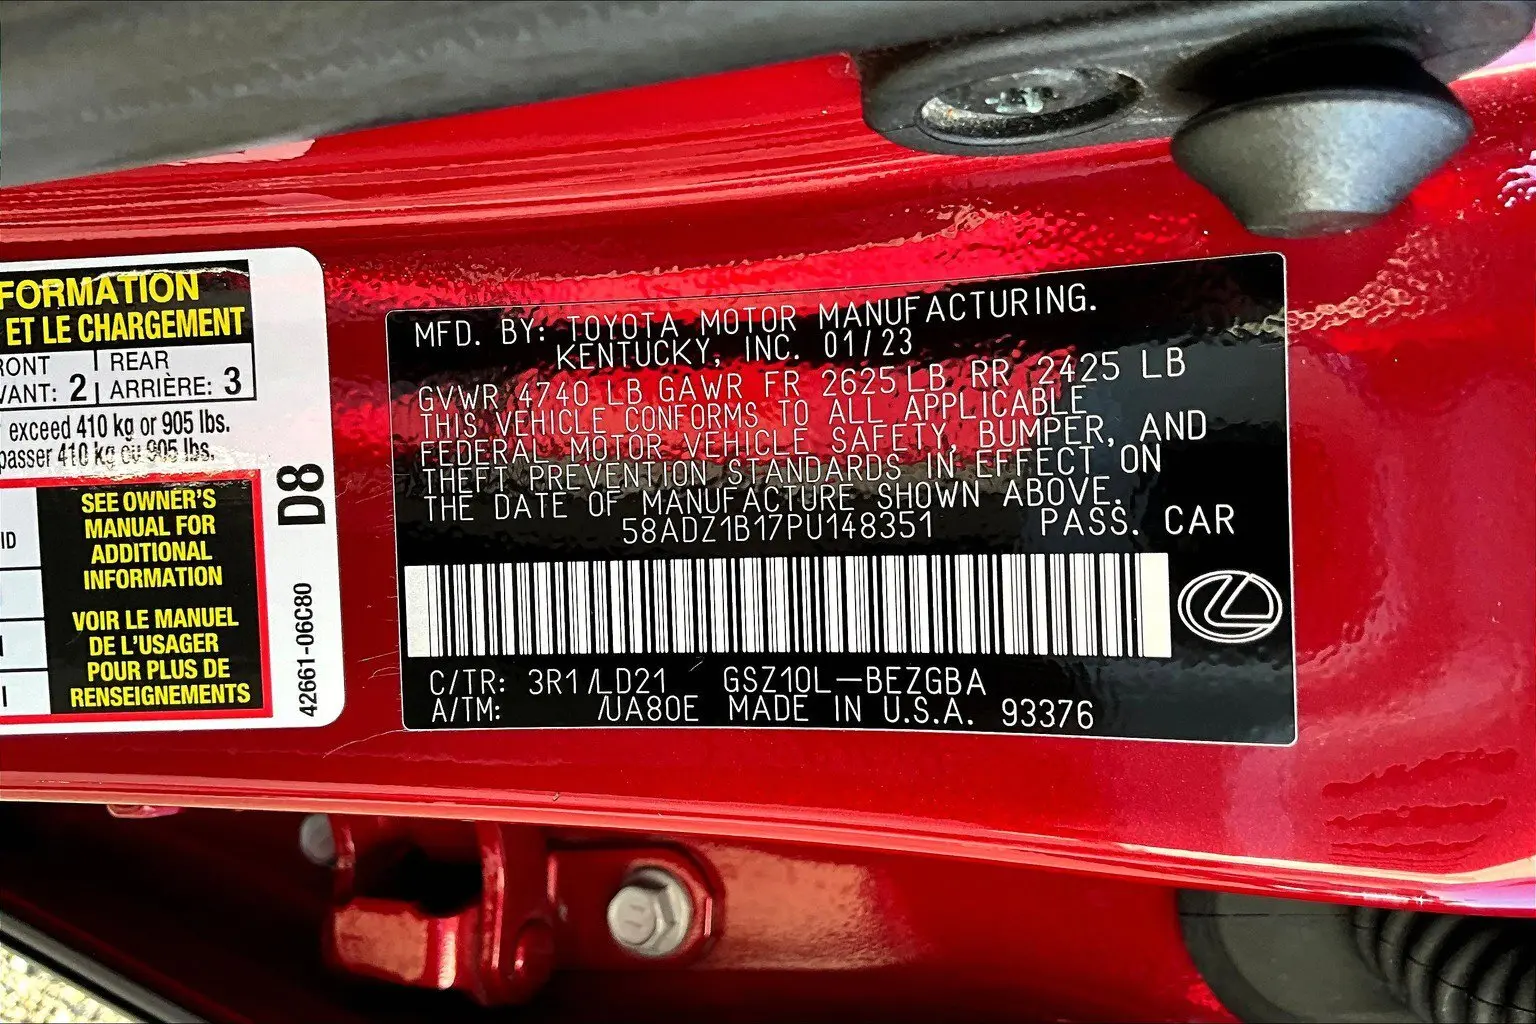 FORMATION
ET LE CHARGEMENT
RONT | REAR
VANT: 2 | ARRIÈRE: 3
exceed 410 kg or 905 lbs.
passer 410 kg ou 905 lbs.
SEE OWNER'S
MANUAL FOR
ADDITIONAL
INFORMATION
VOIR LE MANUEL
DE L'USAGER
POUR PLUS DE
RENSEIGNEMENTS
D8
42661-06C80
MFD. BY: TOYOTA MOTOR MANUFACTURING.
KENTUCKY, INC. 01/23
GVWR 4740 LB GAWR FR 2625 LB RR 2425 LB
THIS VEHICLE CONFORMS TO ALL APPLICABLE
FEDERAL MOTOR VEHICLE SAFETY, BUMPER, AND
THEFT PREVENTION STANDARDS IN EFFECT ON
THE DATE OF MANUFACTURE SHOWN ABOVE.
58ADZ1B17PU148351 PASS. CAR
C/TR: 3R1/LD21 GSZ10L-BEZGBA
A/TM: /UA80E MADE IN U.S.A. 93376